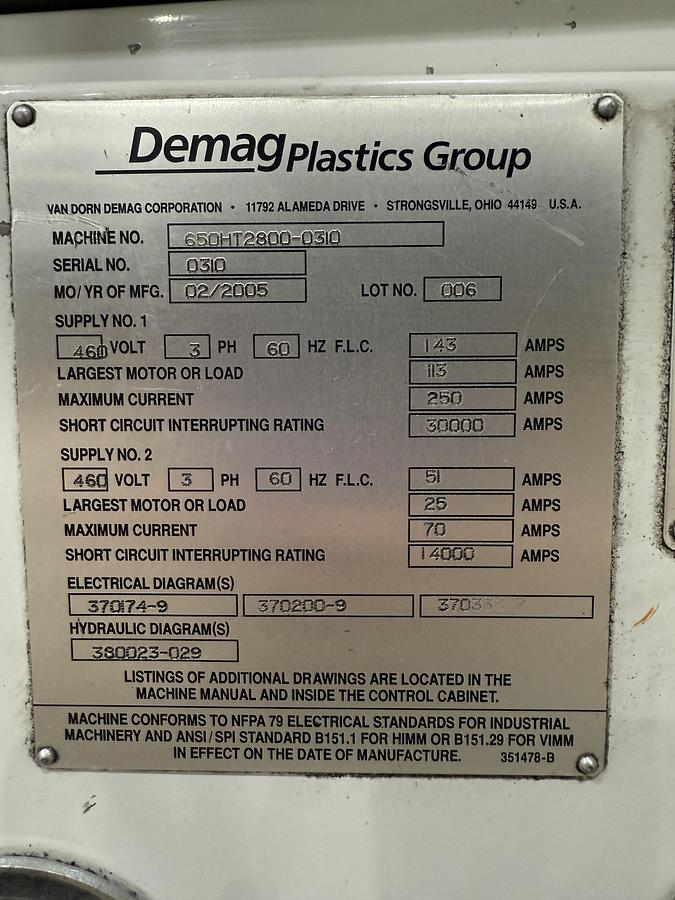 Demag Plastics Group
VAN DORN DEMAG CORPORATION • 11792 ALAMEDA DRIVE • STRONGSVILLE, OHIO 44149 U.S.A.
MACHINE NO. 650HT2800-0310
SERIAL NO. 0310
MO/YR OF MFG. 02/2005 LOT NO. 006
SUPPLY NO. 1
460 VOLT 3 PH 60 HZ F.L.C. 143 AMPS
LARGEST MOTOR OR LOAD 113 AMPS
MAXIMUM CURRENT 250 AMPS
SHORT CIRCUIT INTERRUPTING RATING 30000 AMPS
SUPPLY NO. 2
460 VOLT 3 PH 60 HZ F.L.C. 51 AMPS
LARGEST MOTOR OR LOAD 25 AMPS
MAXIMUM CURRENT 70 AMPS
SHORT CIRCUIT INTERRUPTING RATING 14000 AMPS
ELECTRICAL DIAGRAM(S)
370174-9 370200-9
HYDRAULIC DIAGRAM(S)
380023-029
LISTINGS OF ADDITIONAL DRAWINGS ARE LOCATED IN THE
MACHINE MANUAL AND INSIDE THE CONTROL CABINET.
MACHINE CONFORMS TO NFPA 79 ELECTRICAL STANDARDS FOR INDUSTRIAL
MACHINERY AND ANSI/SPI STANDARD B151.1 FOR HIMM OR B151.29 FOR VIMM
IN EFFECT ON THE DATE OF MANUFACTURE. 351478-B